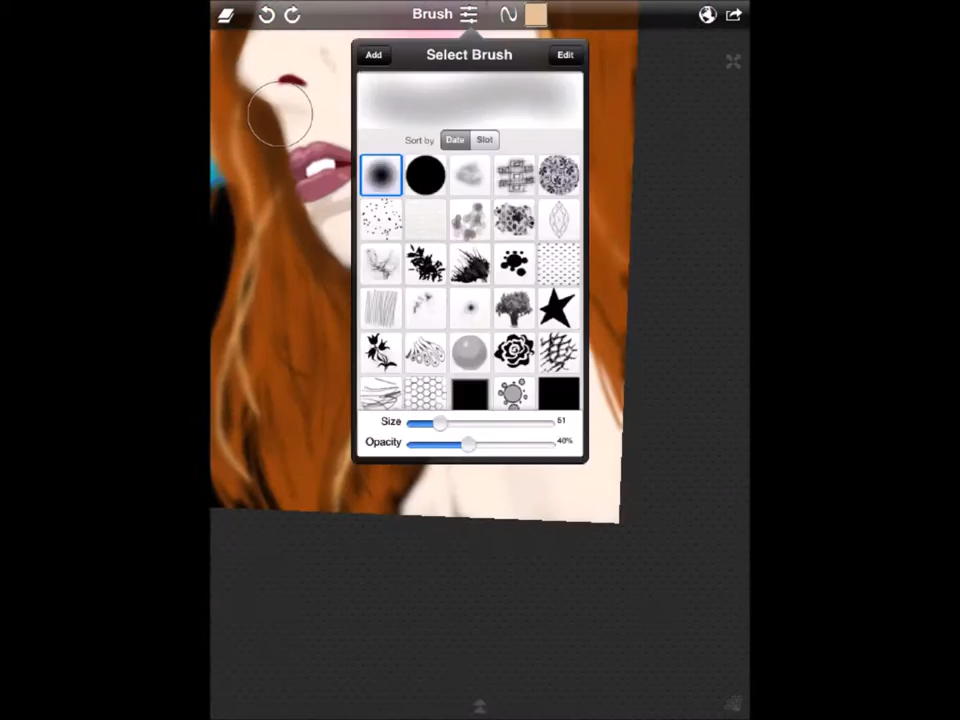 Brush
Add
Select Brush
Edit
Sort by
Date
Slot
Size
51
Opacity
40%